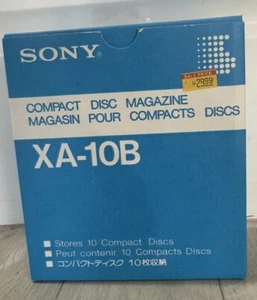 SONY
SALE PRICE
2999
COMPACT DISC MAGAZINE
MAGASIN POUR COMPACTS DISCS
XA-10B
Stores 10 Compact Discs
Peut contenir 10 Compacts Discs
コンパクトディスク 10枚収納